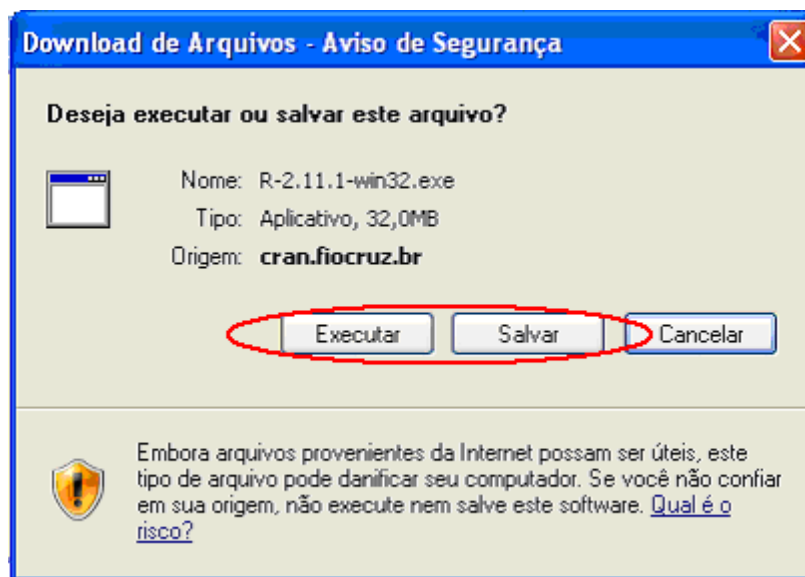 Download de Arquivos - Aviso de Segurança
Deseja executar ou salvar este arquivo?
Nome: R-2.11.1-win32.exe
Tipo: Aplicativo, 32,0MB
Origem: cran.fiocruz.br
Executar Salvar Cancelar
Embora arquivos provenientes da Internet possam ser úteis, este
tipo de arquivo pode danificar seu computador. Se você não confiar
em sua origem, não execute nem salve este software. Qual é o
risco?